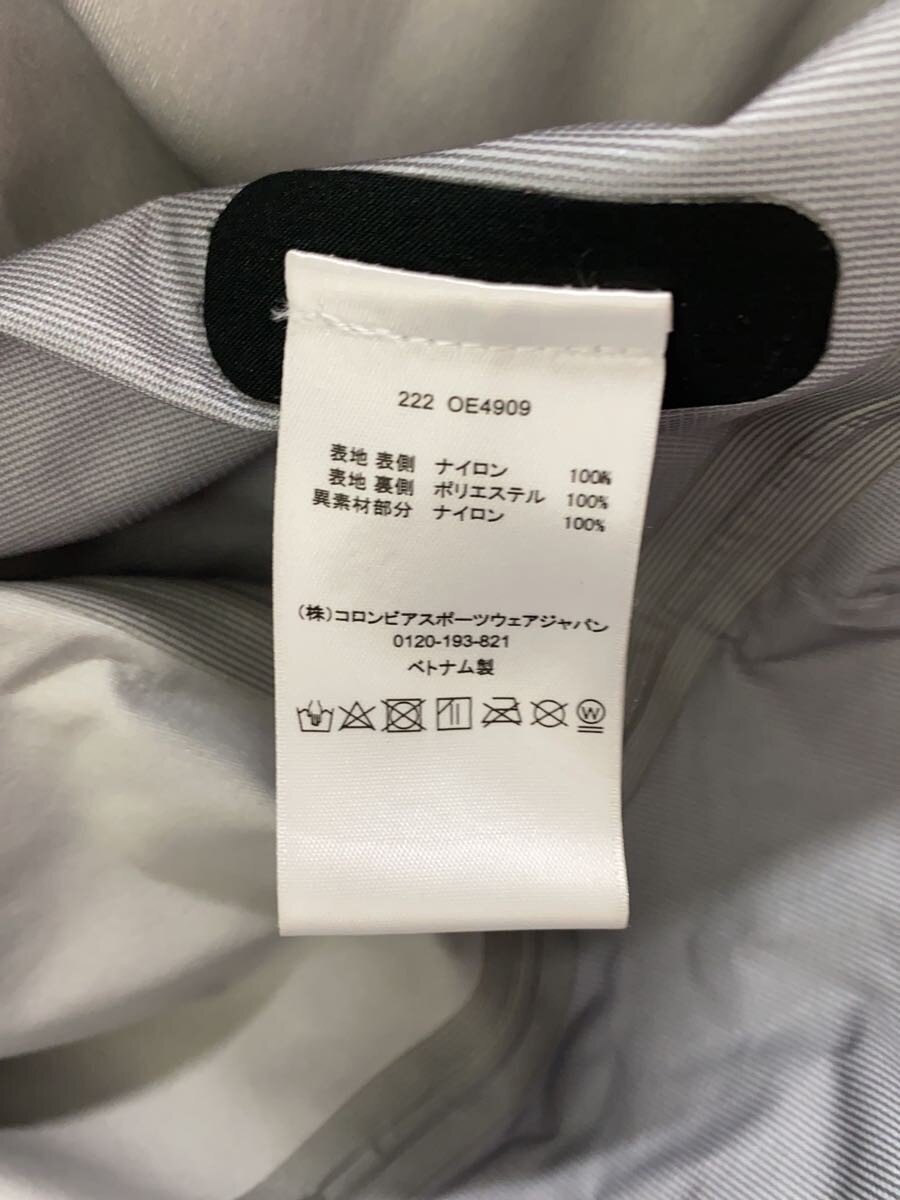 222 OE4909
表地 表側 ナイロン 100%
表地 裏側 ポリエステル 100%
異素材部分 ナイロン 100%
(株)コロンビアスポーツウェアジャパン
0120-193-821
ベトナム製
W